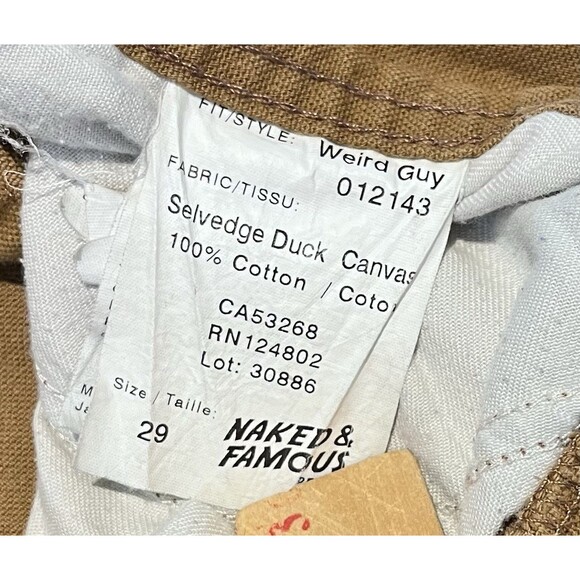 FIT/STYLE: Weird Guy
012143
FABRIC/TISSU:
Selvedge Duck Canvas
100% Cotton / Coto
CA53268
RN124802
Lot: 30886
Size / Taille:
29
NAKED &
FAMOUS